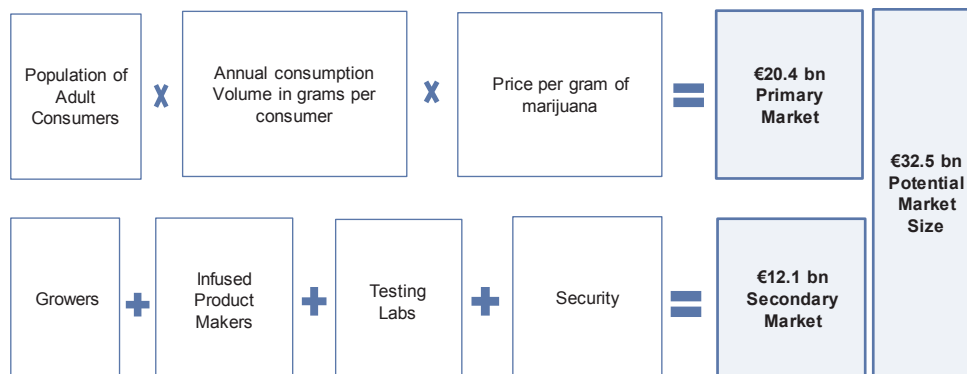 Population of
Adult
Consumers
Annual consumption
Volume in grams per
consumer
Price per gram of
marijuana
€20.4 bn
Primary
Market
€32.5 bn
Potential
Market
Size
Growers
Infused
Product
Makers
Testing
Labs
Security
€12.1 bn
Secondary
Market